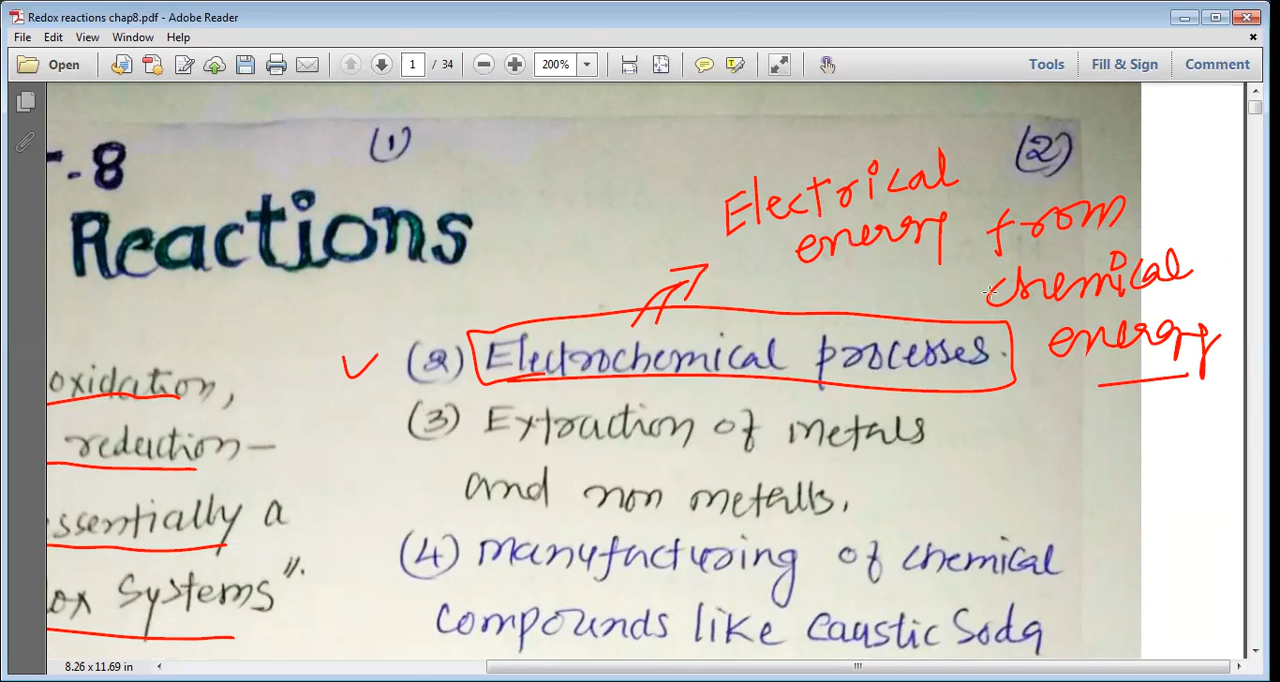 Redox reactions chap8.pdf - Adobe Reader
File Edit View Window Help
Open 1 / 34 200% Tools Fill & Sign Comment
- 8 (1) (2)
Reactions
Electrical
energy from
chemical
energy
(2) Electrochemical processes.
oxidation,
(3) Extraction of metals
reduction—
and non metalls.
ssentially a
(4) manufacturing of chemical
ox systems".
compounds like caustic soda
8.26 x 11.69 in